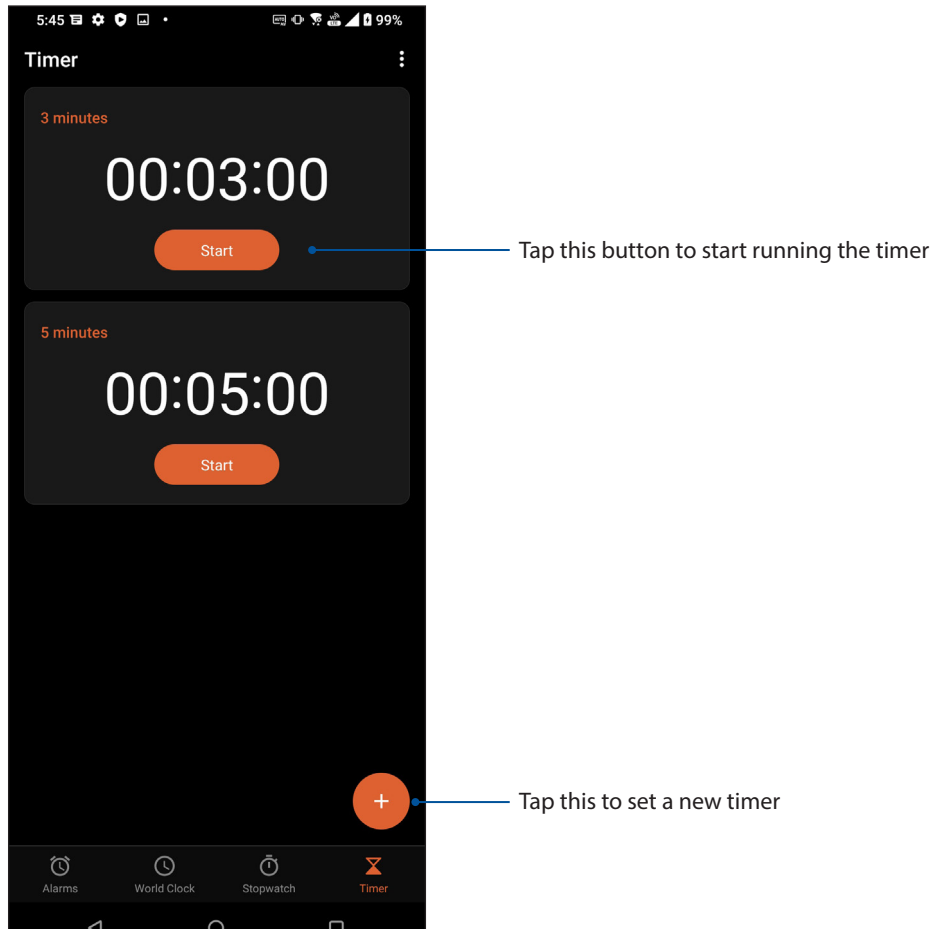 5:45 99%
Timer
3 minutes
00:03:00
Start
Tap this button to start running the timer
5 minutes
00:05:00
Start
+
Tap this to set a new timer
Alarms World Clock Stopwatch Timer